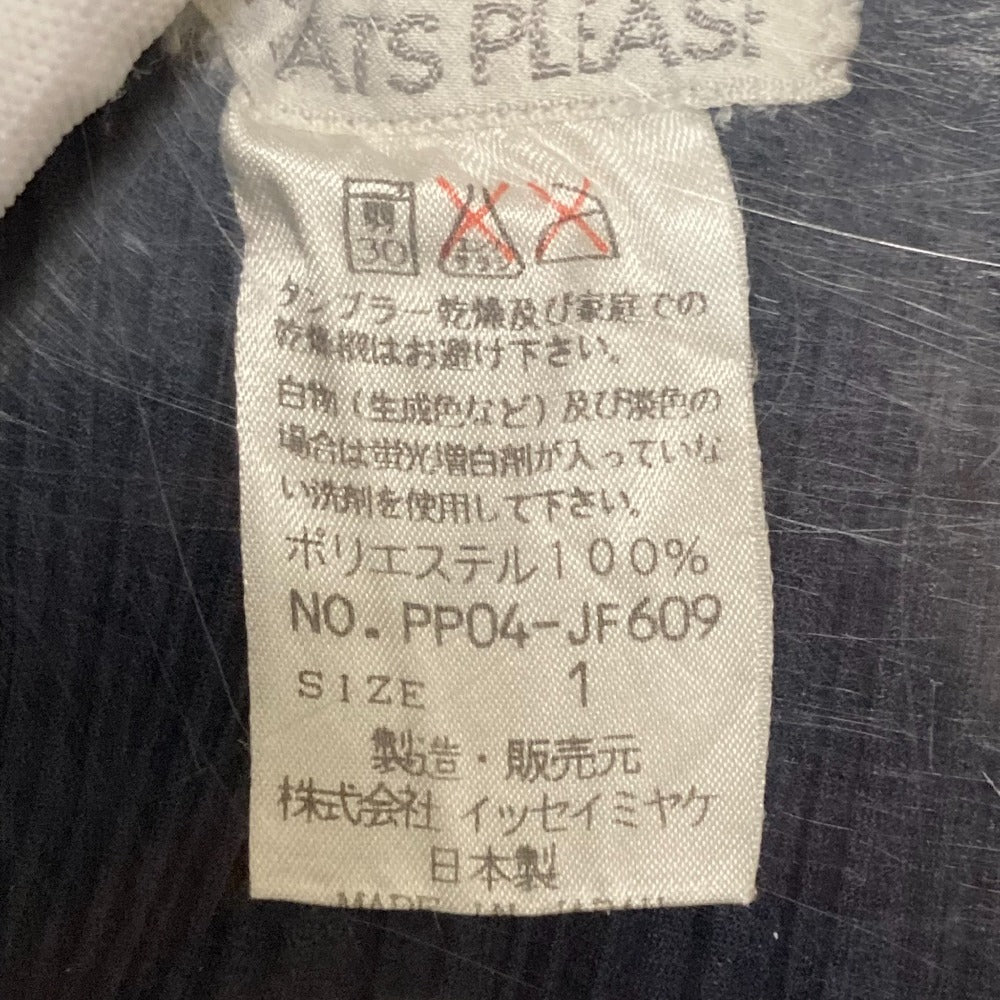 ATS PLEAS
弱
30
タンブラー乾燥及び家庭での
乾燥機はお避け下さい。
白物(生成色など)及び淡色の
場合は蛍光増白剤が入っていな
い洗剤を使用して下さい。
ポリエステル100%
NO. PP04-JF609
SIZE 1
製造・販売元
株式会社 イッセイミヤケ
日本製
MADE IN JAPAN